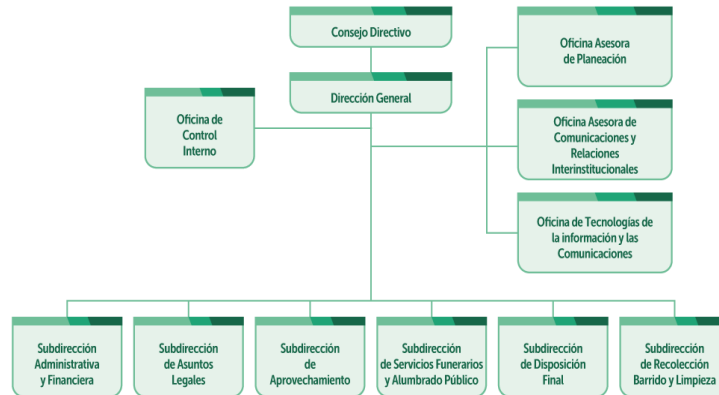 Consejo Directivo
Dirección General
Oficina de
Control
Interno
Oficina Asesora
de Planeación
Oficina Asesora de
Comunicaciones y
Relaciones
Interinstitucionales
Oficina de Tecnologías de
la información y las
Comunicaciones
Subdirección
Administrativa
y Financiera
Subdirección
de Asuntos
Legales
Subdirección
de
Aprovechamiento
Subdirección
de Servicios Funerarios
y Alumbrado Público
Subdirección
de Disposición
Final
Subdirección
de Recolección
Barrido y Limpieza